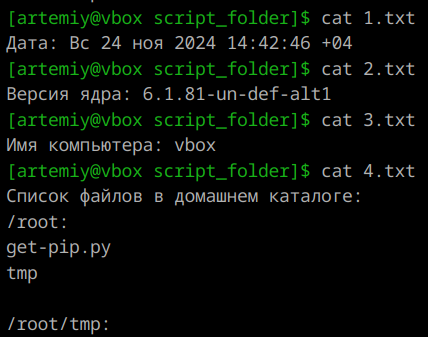 [artemiy@vbox script_folder]$ cat 1.txt
Дата: Вс 24 ноя 2024 14:42:46 +04
[artemiy@vbox script_folder]$ cat 2.txt
Версия ядра: 6.1.81-un-def-alt1
[artemiy@vbox script_folder]$ cat 3.txt
Имя компьютера: vbox
[artemiy@vbox script_folder]$ cat 4.txt
Список файлов в домашнем каталоге:
/root:
get-pip.py
tmp

/root/tmp: